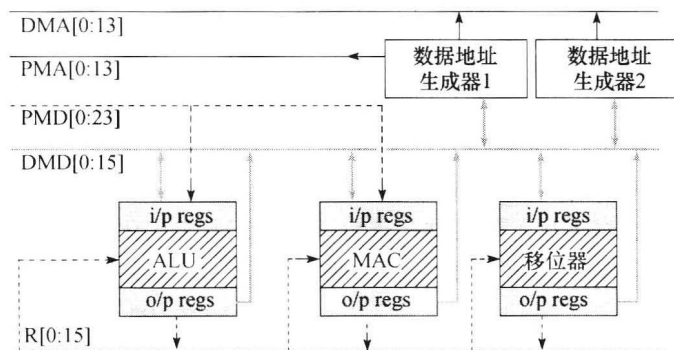 DMA[0:13]
数据地址
生成器1
数据地址
生成器2
PMA[0:13]
PMD[0:23]
DMD[0:15]
i/p regs
i/p regs
i/p regs
ALU
MAC
移位器
o/p regs
o/p regs
o/p regs
R[0:15]